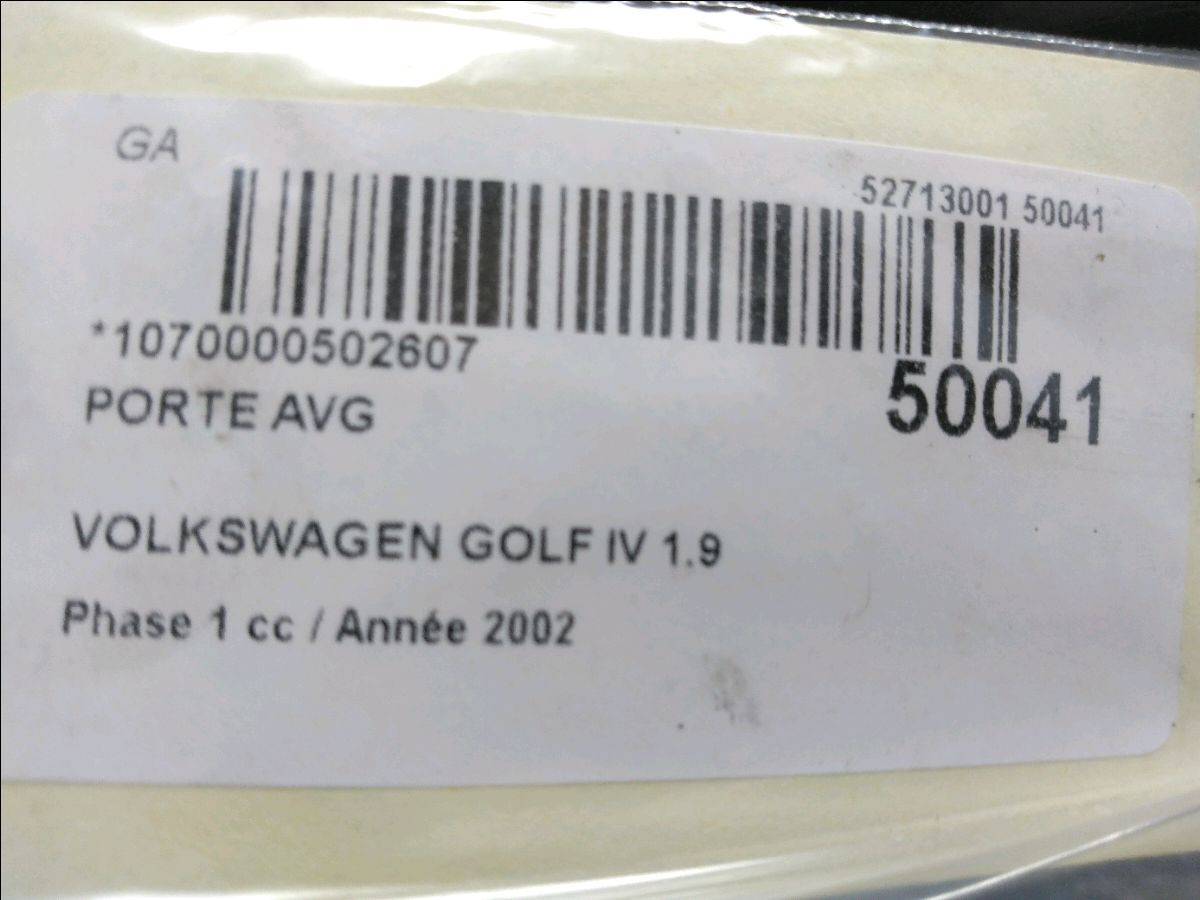 GA
52713001 50041
*1070000502607
50041
PORTE AVG
VOLKSWAGEN GOLF IV 1.9
Phase 1 cc / Année 2002